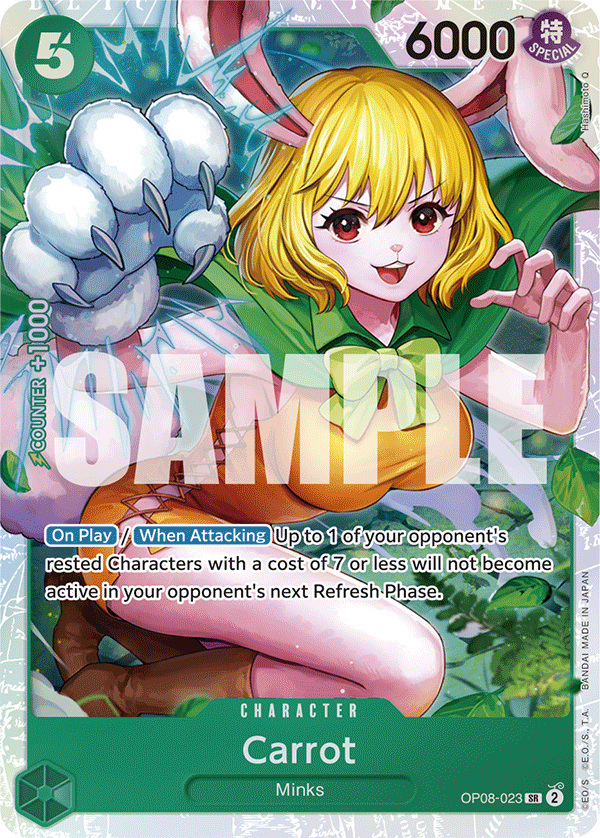 5
6000
特
SPECIAL
Hashimoto Q
COUNTER +1000
SAMPLE
On Play / When Attacking Up to 1 of your opponent's
rested Characters with a cost of 7 or less will not become
active in your opponent's next Refresh Phase.
CHARACTER
Carrot
Minks
OP08-023 SR 2
©EO/S ©E.O./S., T.A. BANDAI MADE IN JAPAN